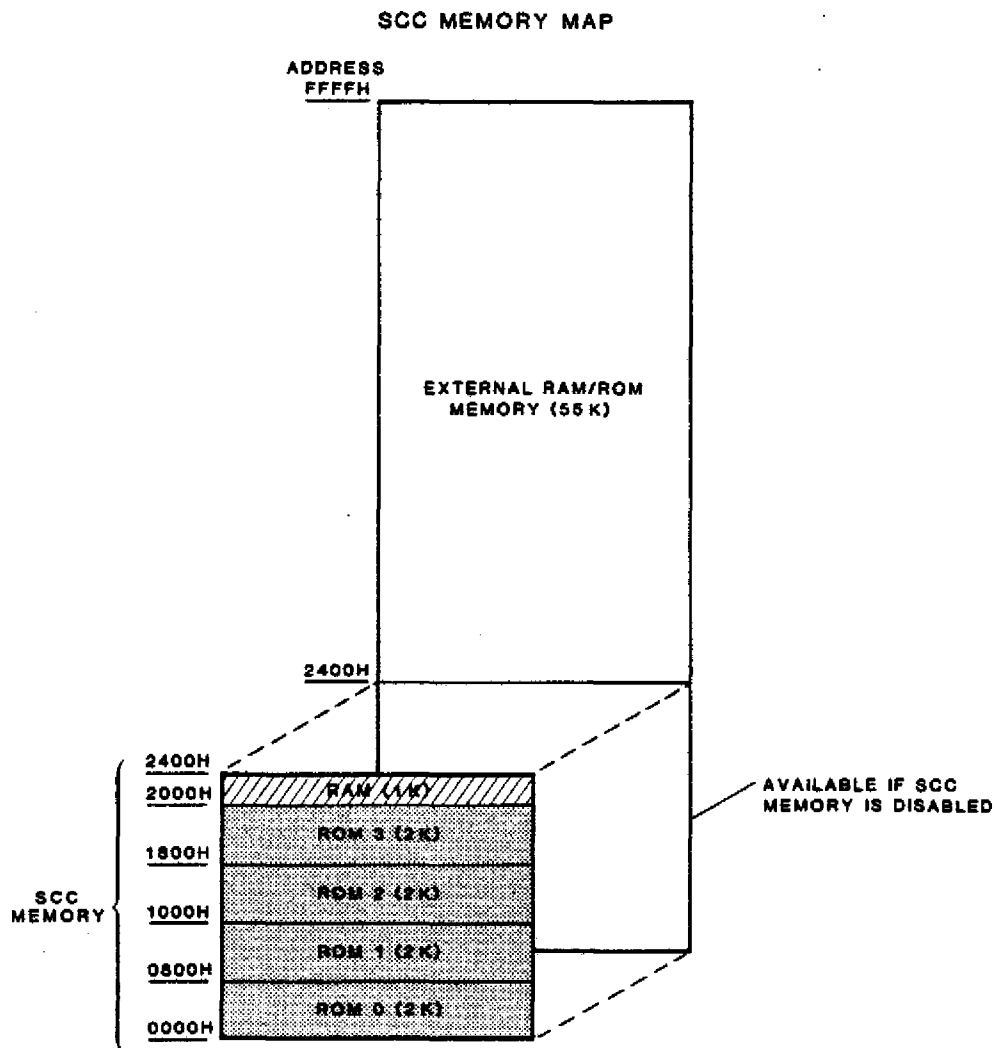 SCC MEMORY MAP
ADDRESS
FFFFH
EXTERNAL RAM/ROM
MEMORY (55K)
2400H
2400H
RAM (1K)
2000H
ROM 3 (2K)
1800H
ROM 2 (2K)
1000H
ROM 1 (2K)
0800H
ROM 0 (2K)
0000H
SCC
MEMORY
AVAILABLE IF SCC
MEMORY IS DISABLED